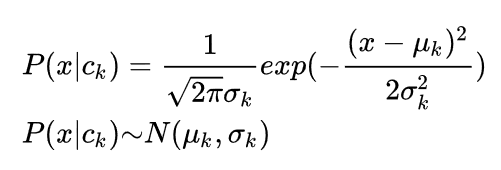 P(x|c_k) = \frac{1}{\sqrt{2\pi}\sigma_k} exp(-\frac{(x - \mu_k)^2}{2\sigma_k^2})
P(x|c_k) \sim N(\mu_k, \sigma_k)